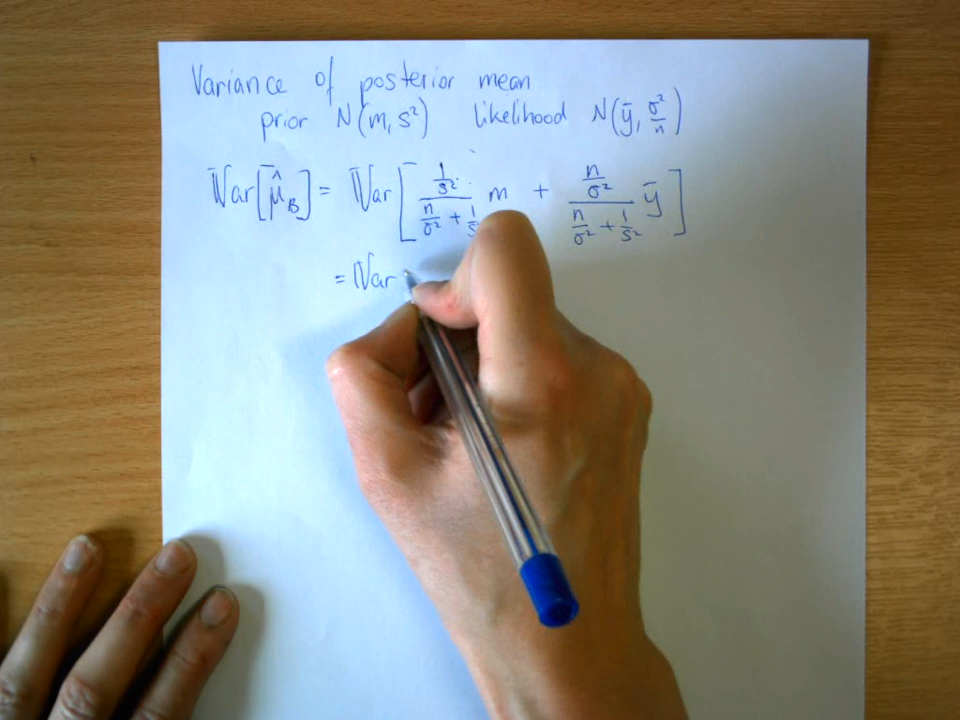 Variance of posterior mean
prior N(m, s²) likelihood N(ȳ, σ²/n)
Var[μ̂_B] = Var[ (1/s²)/(n/σ² + 1/s²) m + (n/σ²)/(n/σ² + 1/s²) ȳ ]
= Var